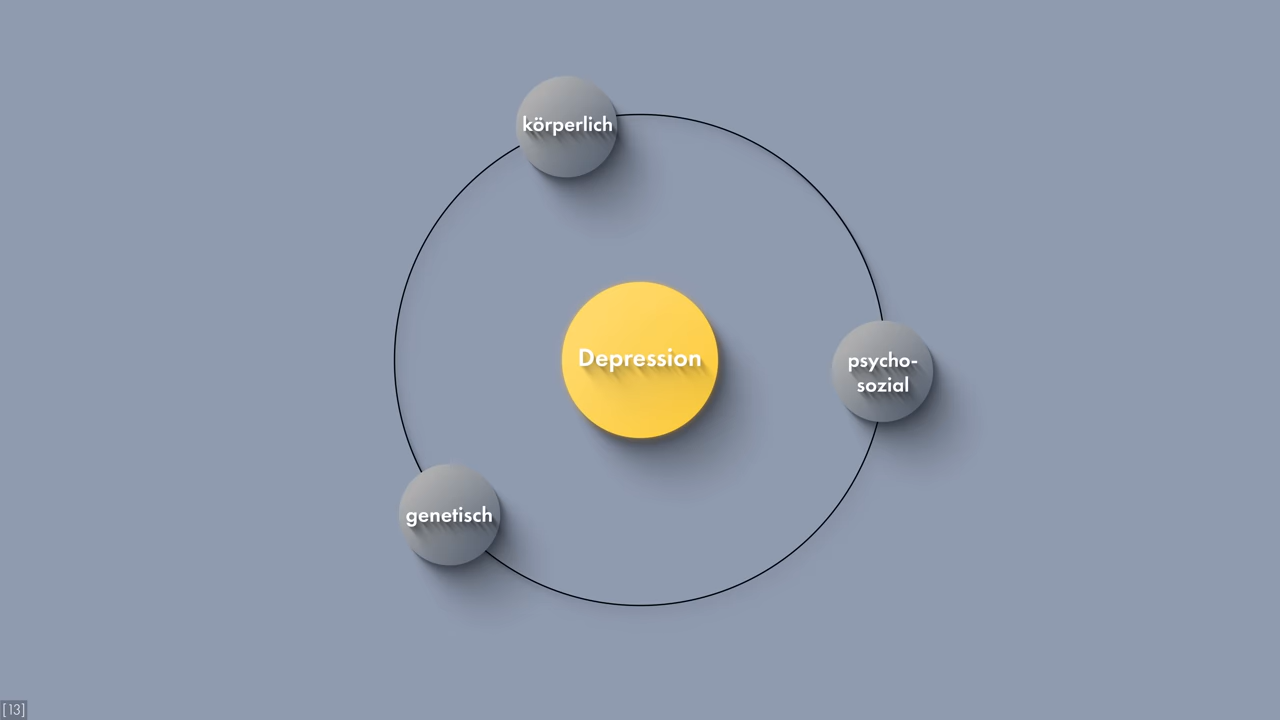 körperlich
Depression
psycho-
sozial
genetisch
[13]